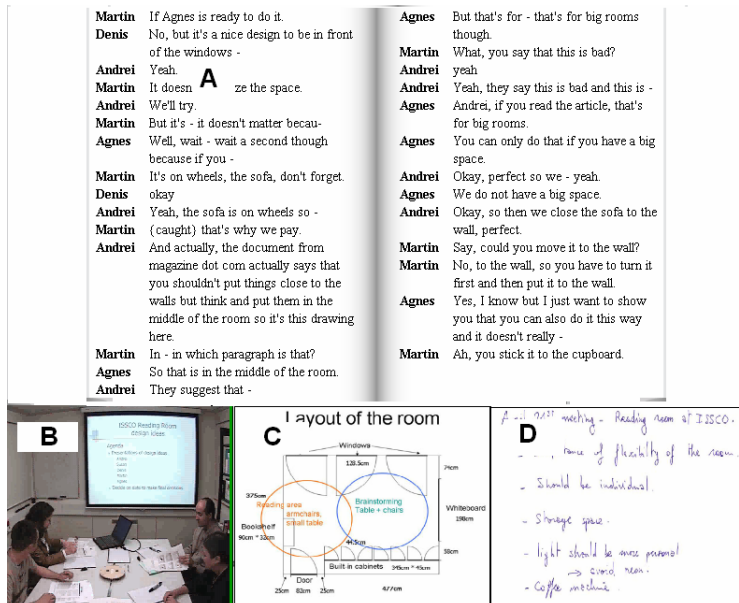 Martin If Agnes is ready to do it.
Denis No, but it's a nice design to be in front
of the windows -
Andrei Yeah.
Martin It doesn ze the space.
Andrei We'll try.
Martin But it's - it doesn't matter becau-
Agnes Well, wait - wait a second though
because if you -
Martin It's on wheels, the sofa, don't forget.
Denis okay
Andrei Yeah, the sofa is on wheels so -
Martin {caught} that's why we pay.
Andrei And actually, the document from
magazine dot com actually says that
you shouldn't put things close to the
walls but think and put them in the
middle of the room so it's this drawing
here.
Martin In - in which paragraph is that?
Agnes So that is in the middle of the room.
Andrei They suggest that -
A
Agnes But that's for - that's for big rooms
though.
Martin What, you say that this is bad?
Andrei yeah
Andrei Yeah, they say this is bad and this is -
Agnes Andrei, if you read the article, that's
for big rooms.
Agnes You can only do that if you have a big
space.
Andrei Okay, perfect so we - yeah.
Agnes We do not have a big space.
Andrei Okay, so then we close the sofa to the
wall, perfect.
Martin Say, could you move it to the wall?
Martin No, to the wall, so you have to turn it
first and then put it to the wall.
Agnes Yes, I know but I just want to show
you that you can also do it this way
and it doesn't really -
Martin Ah, you stick it to the cupboard.
B
ISSCO Reading Room
design ideas
Agenda
C
Layout of the room
Windows
128.5cm
74cm
375cm
Reading area
armchairs,
small table
Brainstorming
Table + chairs
Whiteboard
198cm
Bookshelf
96cm * 32cm
44.5cm
38cm
Door
Built-in cabinets
345cm * 45cm
25cm 82cm 25cm
477cm
D
meeting - Reading room at ISSCO.
of flexibility of the room
- Should be individual.
- Storage space.
- light should be more personal
→ avoid neon.
- Coffee machine.